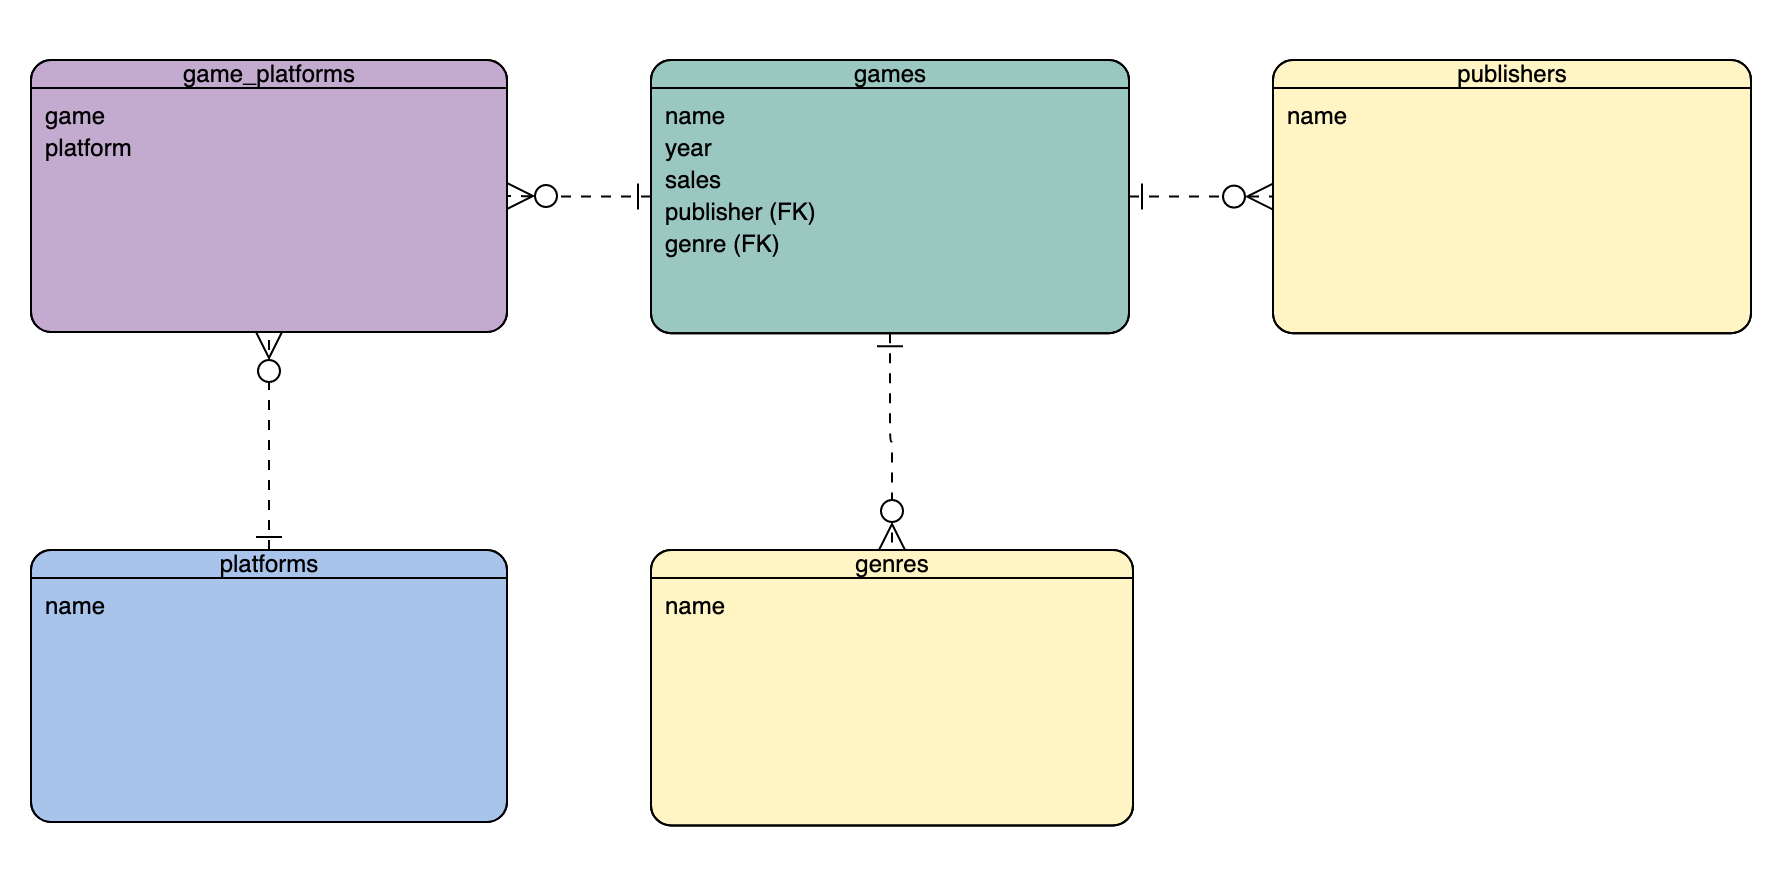 game_platforms
game
platform
games
name
year
sales
publisher (FK)
genre (FK)
publishers
name
platforms
name
genres
name